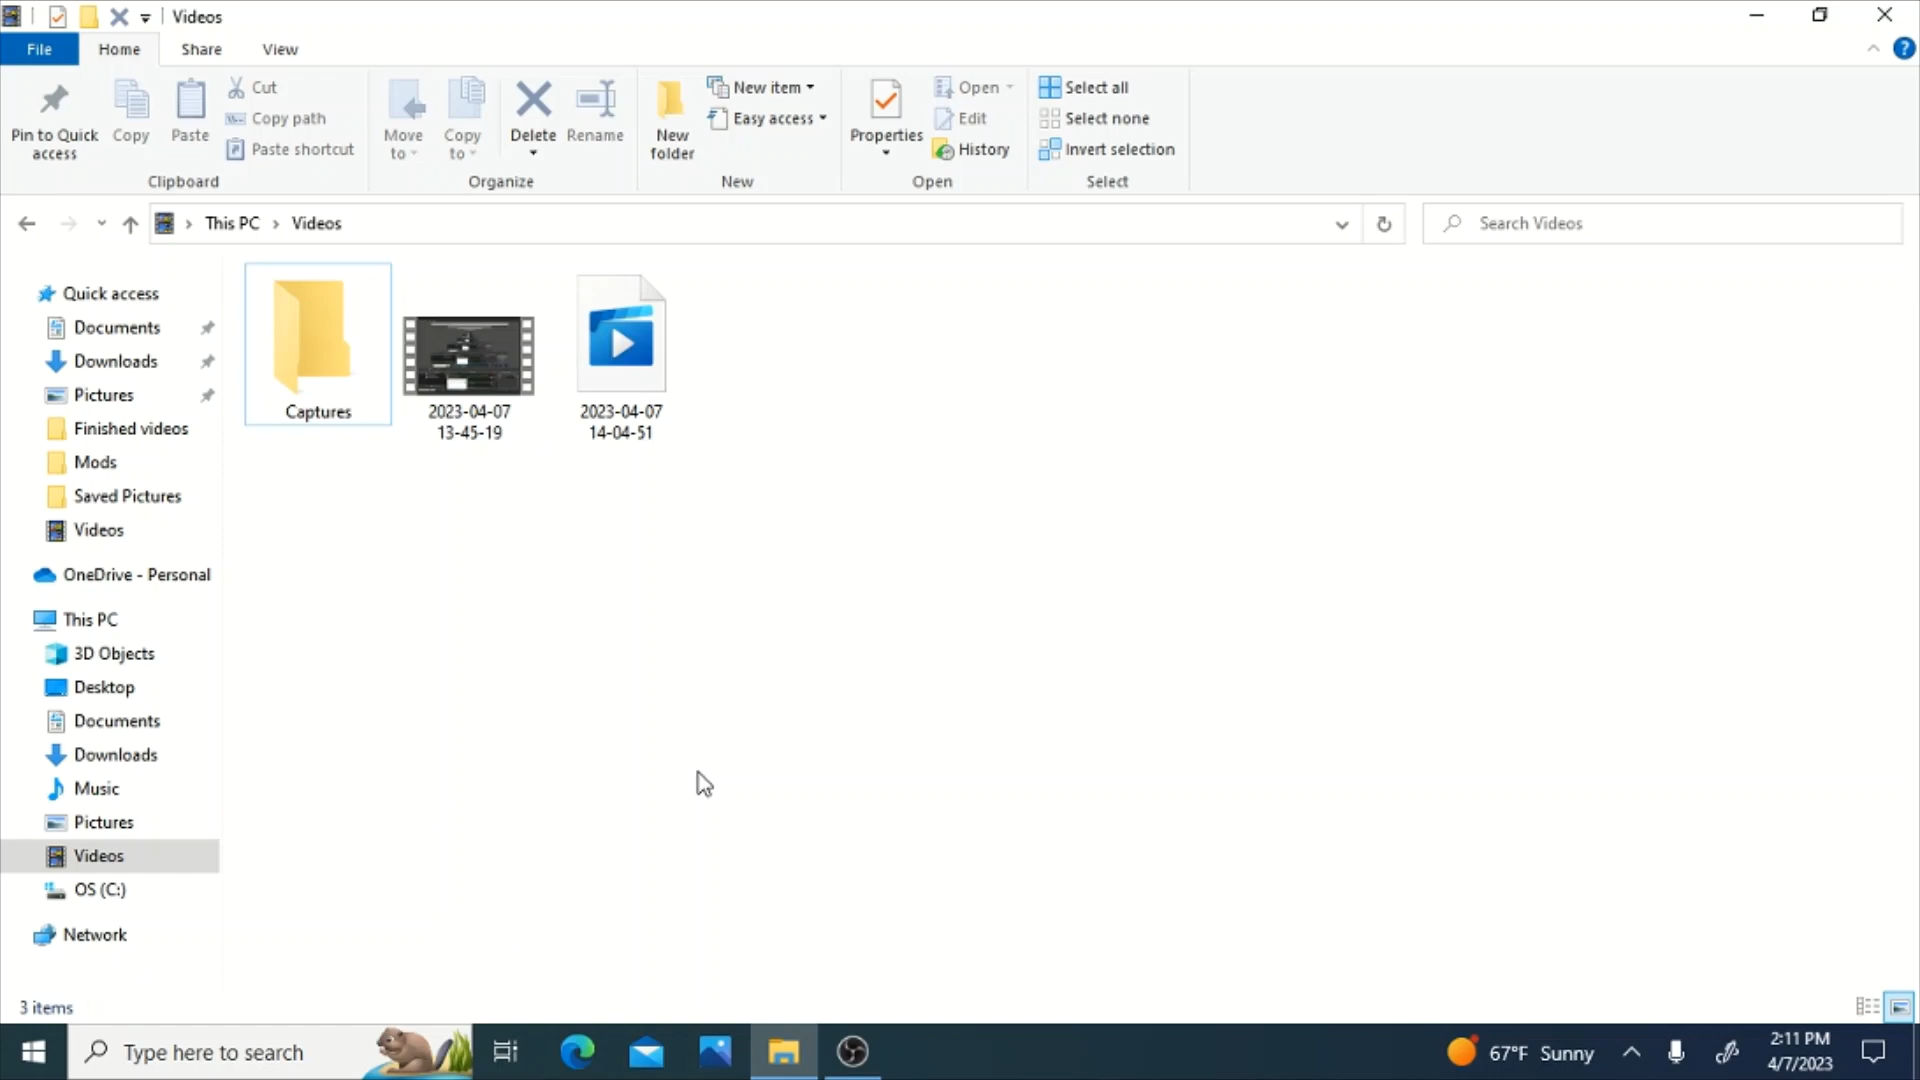 Videos
File Home Share View
Pin to Quick access
Copy
Paste
Cut
Copy path
Paste shortcut
Clipboard
Move to
Copy to
Delete
Rename
Organize
New folder
New item
Easy access
New
Properties
Open
Edit
History
Open
Select all
Select none
Invert selection
Select
This PC > Videos
Search Videos
Quick access
Documents
Downloads
Pictures
Finished videos
Mods
Saved Pictures
Videos
OneDrive - Personal
This PC
3D Objects
Desktop
Documents
Downloads
Music
Pictures
Videos
OS (C:)
Network
Captures
2023-04-07
13-45-19
2023-04-07
14-04-51
3 items
Type here to search
67°F Sunny
2:11 PM
4/7/2023